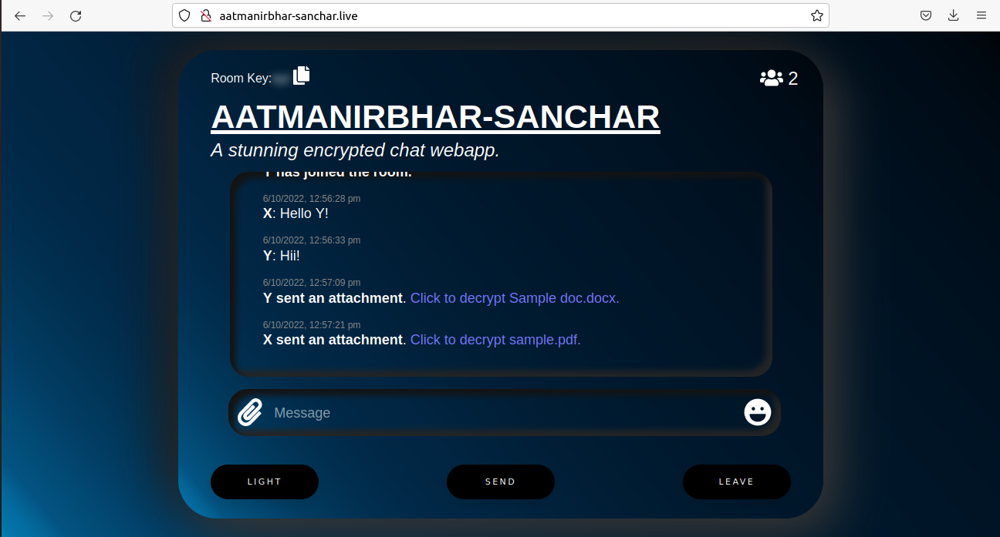 aatmanirbhar-sanchar.live
Room Key:
2
AATMANIRBHAR-SANCHAR
A stunning encrypted chat webapp.
Y has joined the room.
6/10/2022, 12:56:28 pm
X: Hello Y!
6/10/2022, 12:56:33 pm
Y: Hii!
6/10/2022, 12:57:09 pm
Y sent an attachment. Click to decrypt Sample doc.docx.
6/10/2022, 12:57:21 pm
X sent an attachment. Click to decrypt sample.pdf.
Message
LIGHT
SEND
LEAVE